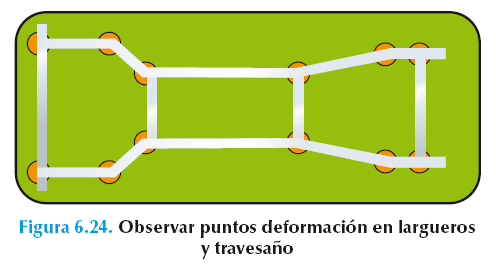 Figura 6.24. Observar puntos deformación en largueros
y travesaño